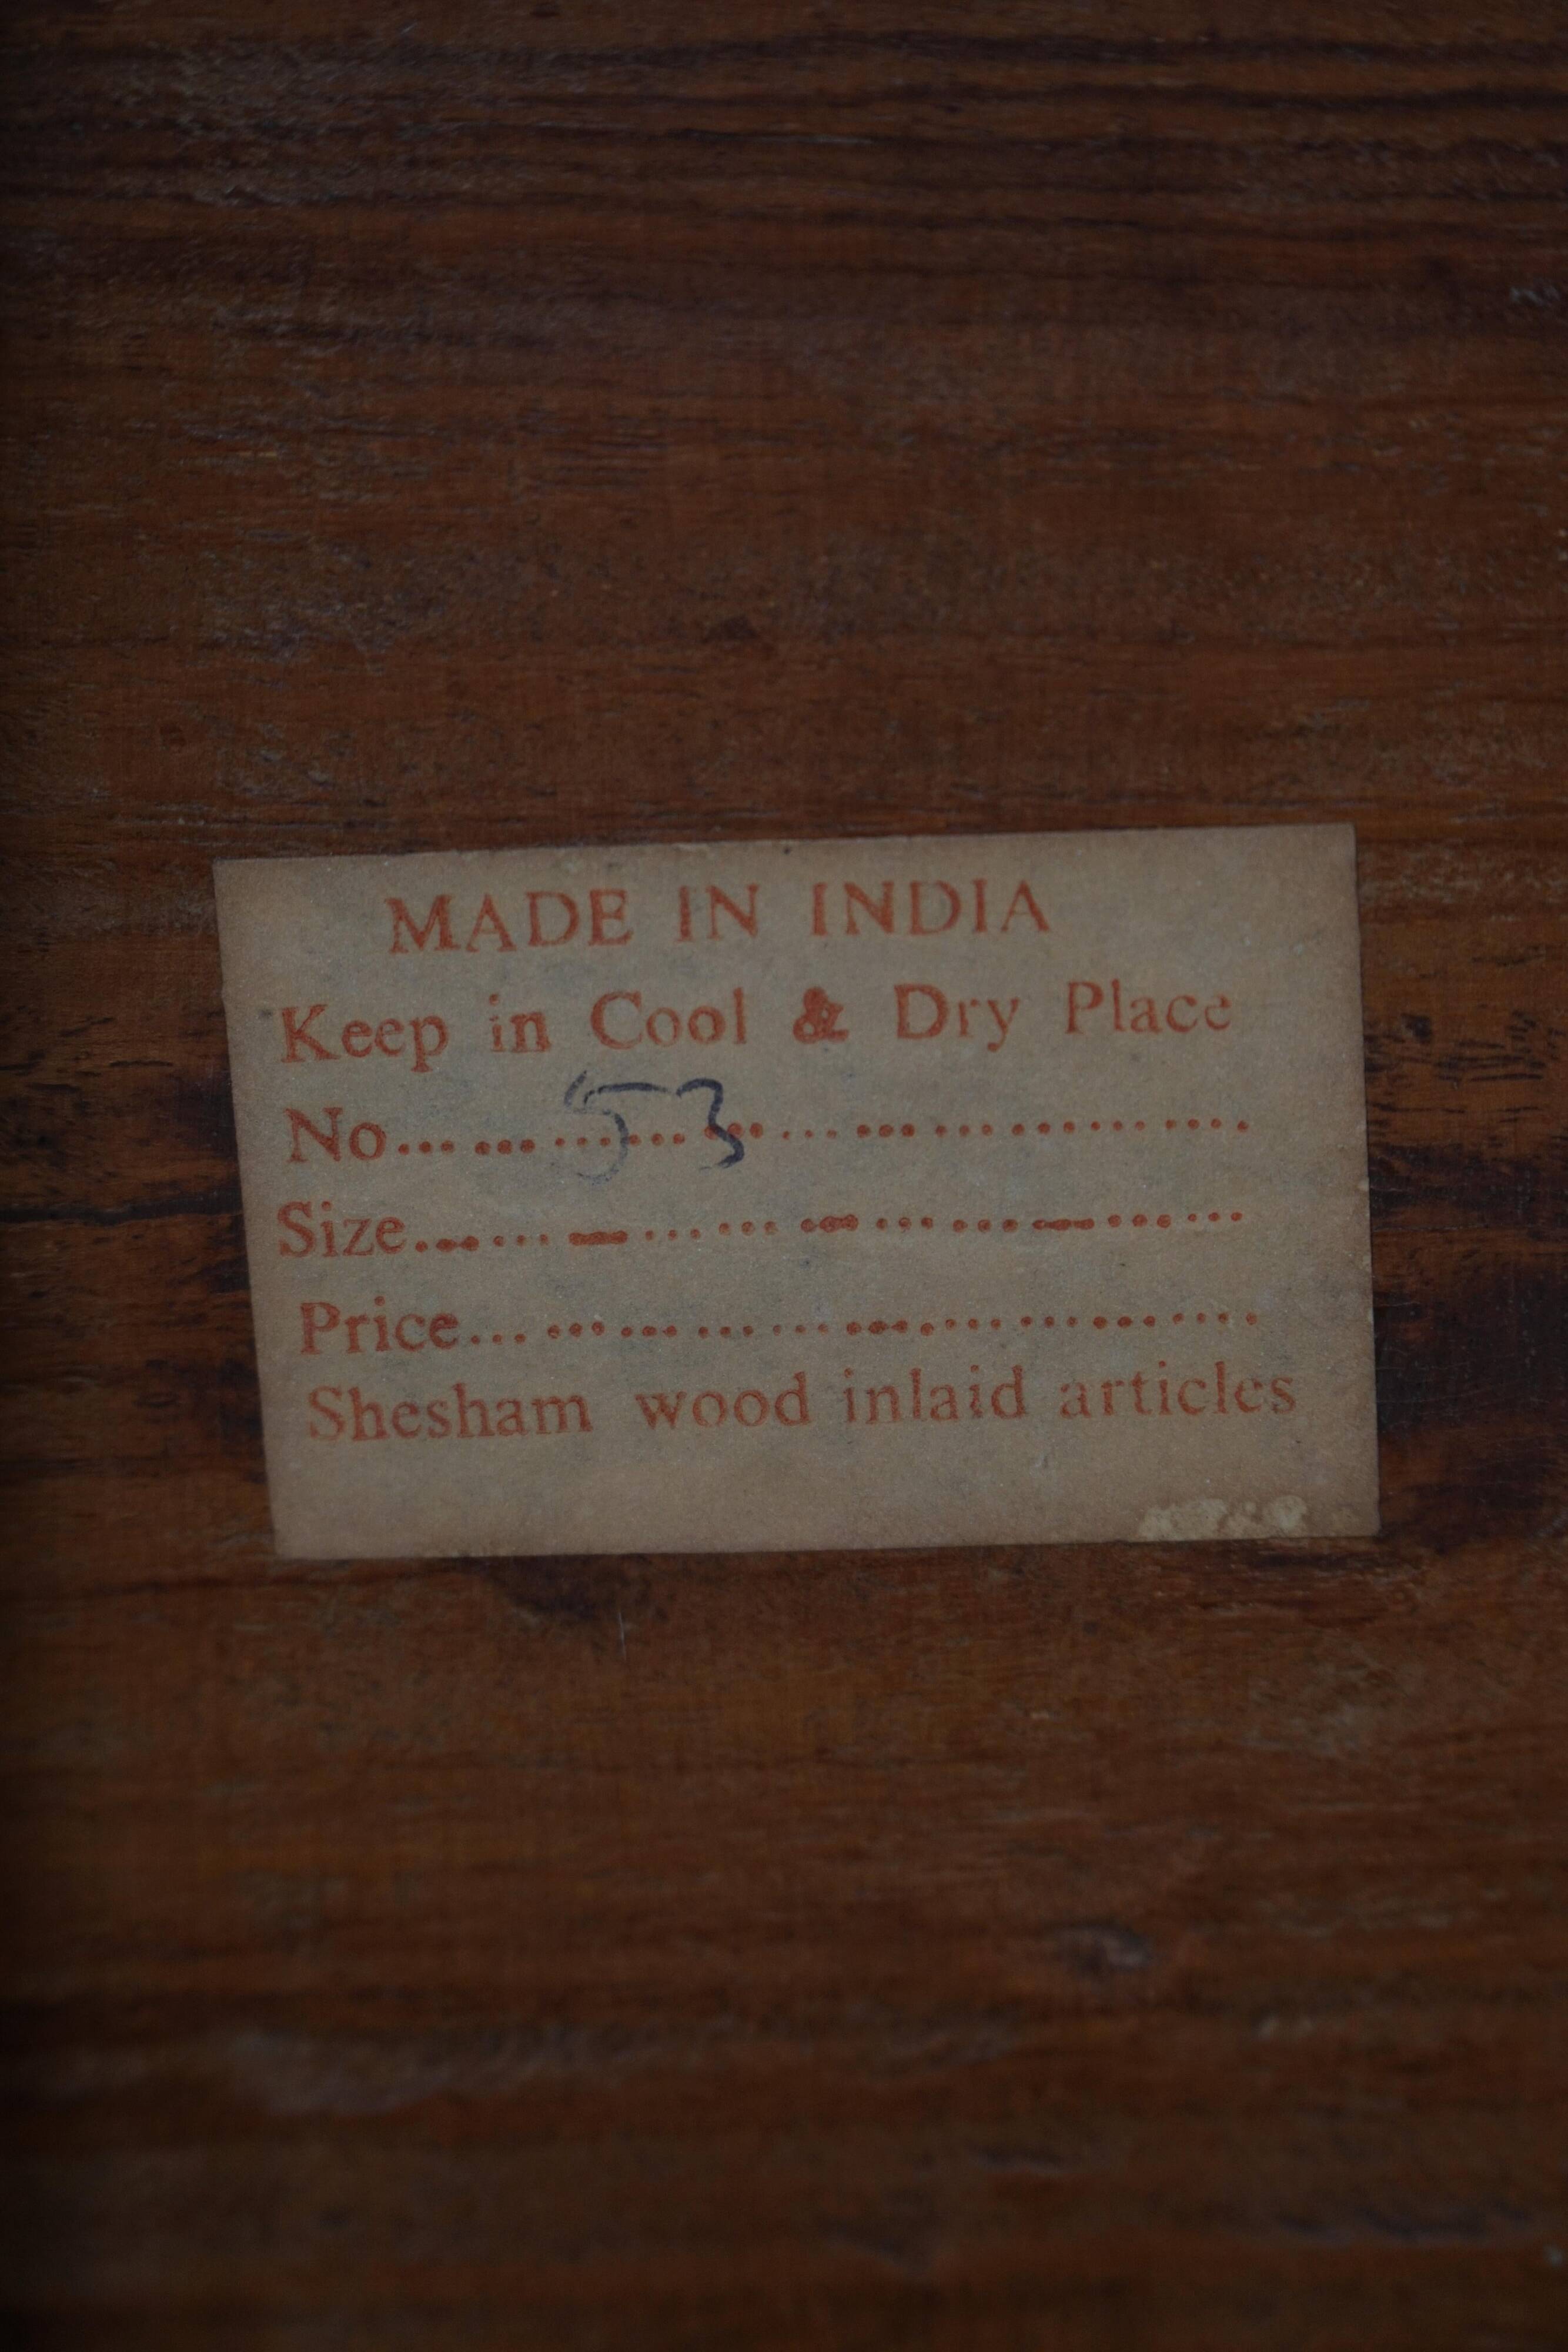 MADE IN INDIA
Keep in Cool & Dry Place
No.......53.......................
Size..................................
Price.................................
Shesham wood inlaid articles